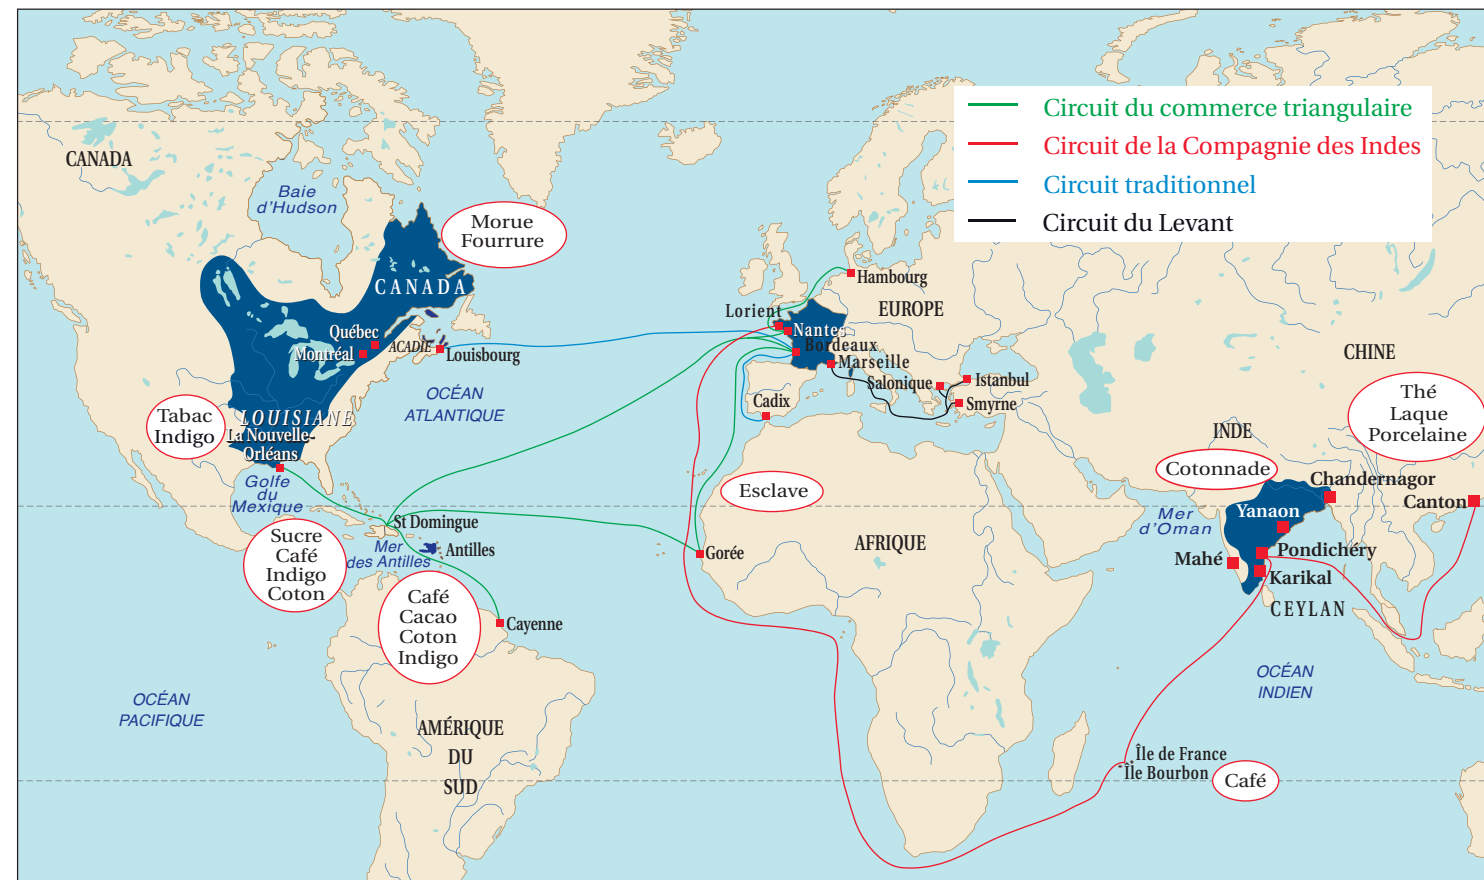 Circuit du commerce triangulaire
Circuit de la Compagnie des Indes
Circuit traditionnel
Circuit du Levant
CANADA
Baie
d'Hudson
Morue
Fourrure
CANADA
Québec
Montréal
ACADIE
Louisbourg
OCÉAN
ATLANTIQUE
Tabac
Indigo
LOUISIANE
La Nouvelle-
Orléans
Golfe
du
Mexique
Sucre
Café
Indigo
Coton
St Domingue
Mer
des Antilles
Antilles
Café
Cacao
Coton
Indigo
Cayenne
OCÉAN
PACIFIQUE
AMÉRIQUE
DU
SUD
Hambourg
EUROPE
Lorient
Nantes
Bordeaux
Marseille
Salonique
Istanbul
Smyrne
Cadix
Esclave
Gorée
AFRIQUE
CHINE
Thé
Laque
Porcelaine
INDE
Cotonnade
Chandernagor
Canton
Yanaon
Mer
d'Oman
Mahé
Pondichéry
Karikal
CEYLAN
OCÉAN
INDIEN
Île de France
Île Bourbon
Café